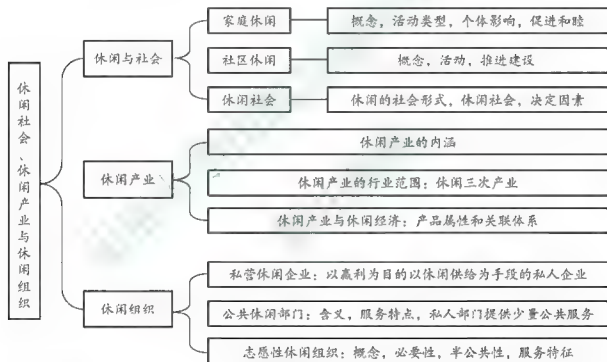 休闲社会、休闲产业与休闲组织
休闲与社会
家庭休闲
概念，活动类型，个体影响，促进和睦
社区休闲
概念，活动，推进建设
休闲社会
休闲的社会形式，休闲社会，决定因素
休闲产业
休闲产业的内涵
休闲产业的行业范围：休闲三次产业
休闲产业与休闲经济：产品属性和关联体系
休闲组织
私营休闲企业：以赢利为目的以休闲供给为手段的私人企业
公共休闲部门：含义，服务特点，私人部门提供少量公共服务
志愿性休闲组织：概念，必要性，半公共性，服务特征